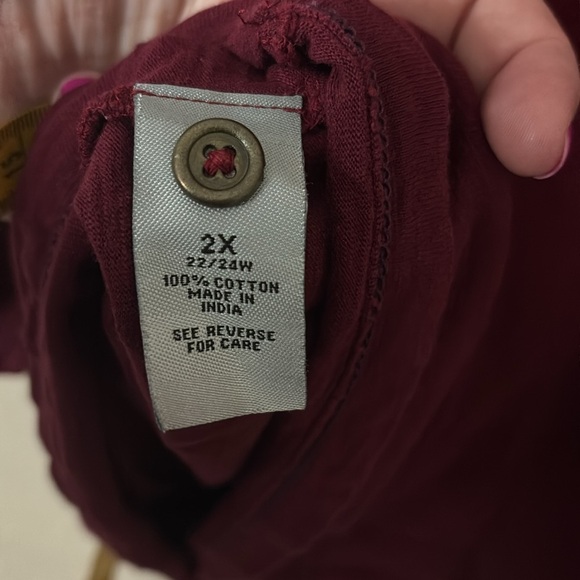 2X
22/24W
100% COTTON
MADE IN
INDIA
SEE REVERSE
FOR CARE